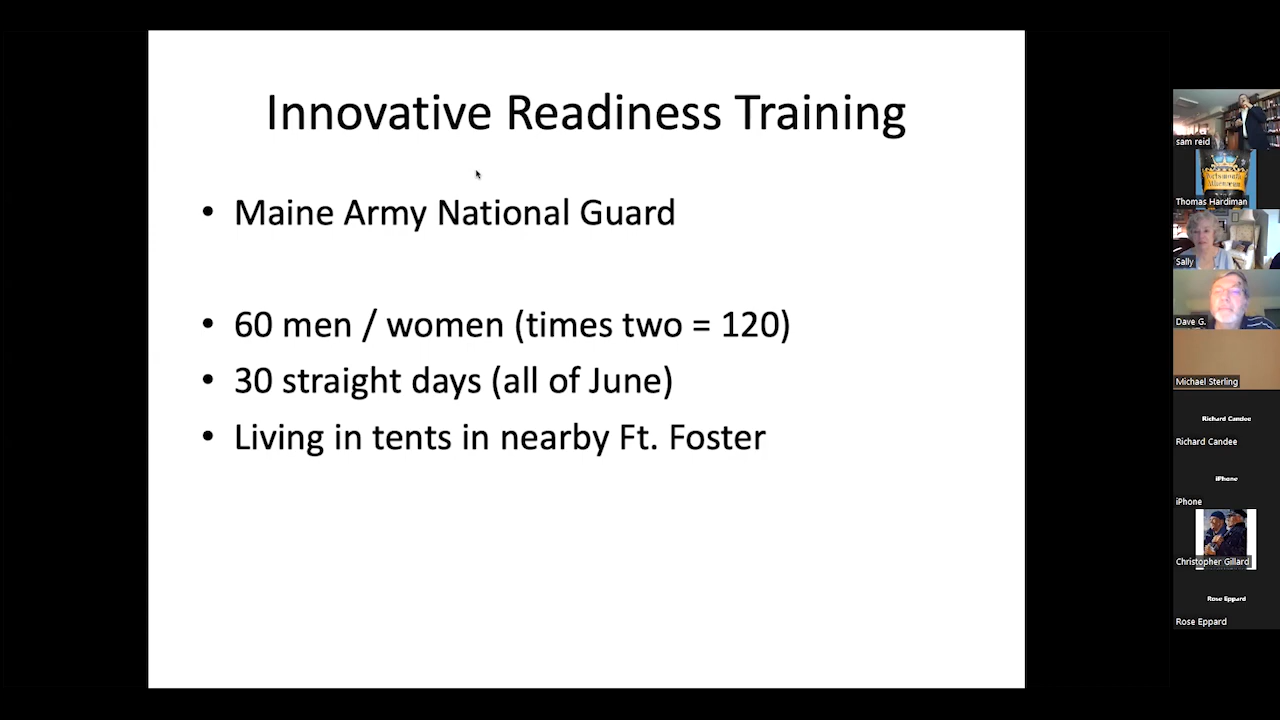 Innovative Readiness Training
• Maine Army National Guard
• 60 men / women (times two = 120)
• 30 straight days (all of June)
• Living in tents in nearby Ft. Foster
sam reid
Thomas Hardiman
Sally
Dave G.
Michael Sterling
Richard Candee
Richard Candee
iPhone
iPhone
Christopher Gillard
Rose Eppard
Rose Eppard